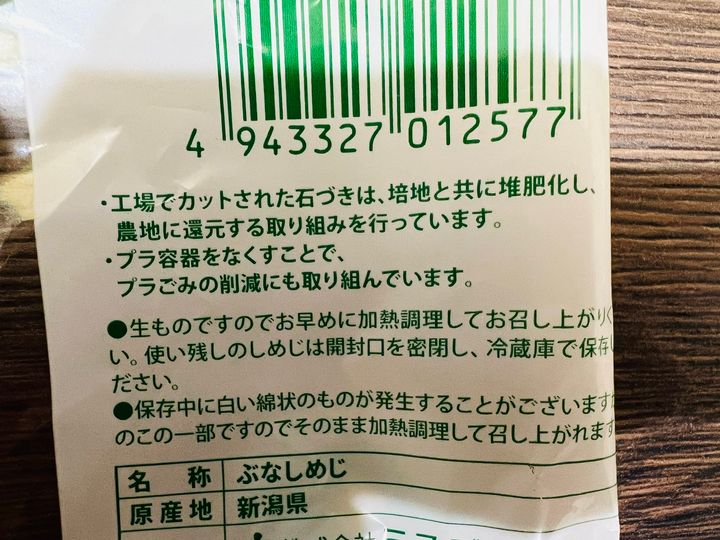 4 943327 012577
・工場でカットされた石づきは、培地と共に堆肥化し、
農地に還元する取り組みを行っています。
・プラ容器をなくすことで、
プラごみの削減にも取り組んでいます。
●生ものですのでお早めに加熱調理してお召し上がりく
い。使い残しのしめじは開封口を密閉し、冷蔵庫で保存し
ださい。
●保存中に白い綿状のものが発生することがございますが
のこの一部ですのでそのまま加熱調理して召し上がれます
名 称 ぶなしめじ
原産地 新潟県